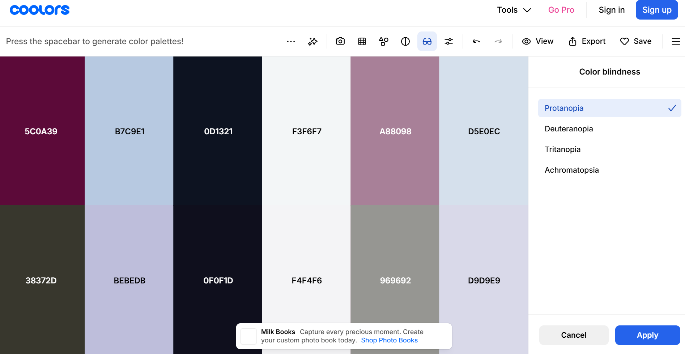 coolors
Tools
Go Pro
Sign in
Sign up
Press the spacebar to generate color palettes!
View
Export
Save
Color blindness
5C0A39
B7C9E1
0D1321
F3F6F7
A88098
D5E0EC
Protanopia
Deuteranopia
Tritanopia
Achromatopsia
38372D
BEBEDB
0F0F1D
F4F4F6
969692
D9D9E9
Milk Books Capture every precious moment. Create
your custom photo book today. Shop Photo Books
Cancel
Apply